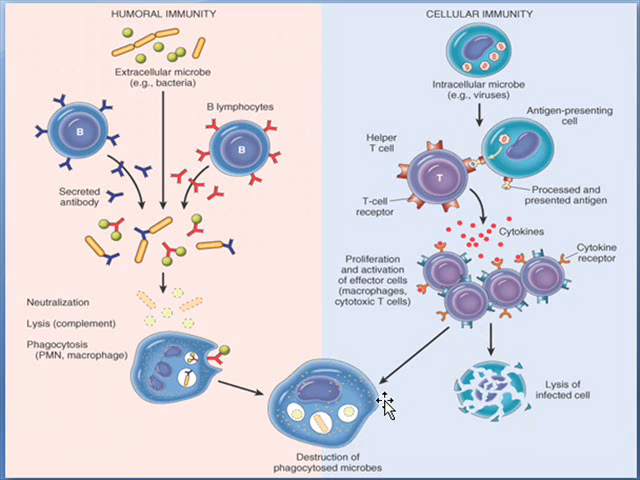 HUMORAL IMMUNITY
Extracellular microbe
(e.g., bacteria)
B lymphocytes
B
B
Secreted
antibody
Neutralization
Lysis (complement)
Phagocytosis
(PMN, macrophage)
CELLULAR IMMUNITY
Intracellular microbe
(e.g., viruses)
Antigen-presenting
cell
Helper
T cell
T
T-cell
receptor
Processed and
presented antigen
Cytokines
Cytokine
receptor
Proliferation
and activation
of effector cells
(macrophages,
cytotoxic T cells)
Lysis of
infected cell
Destruction of
phagocytosed microbes